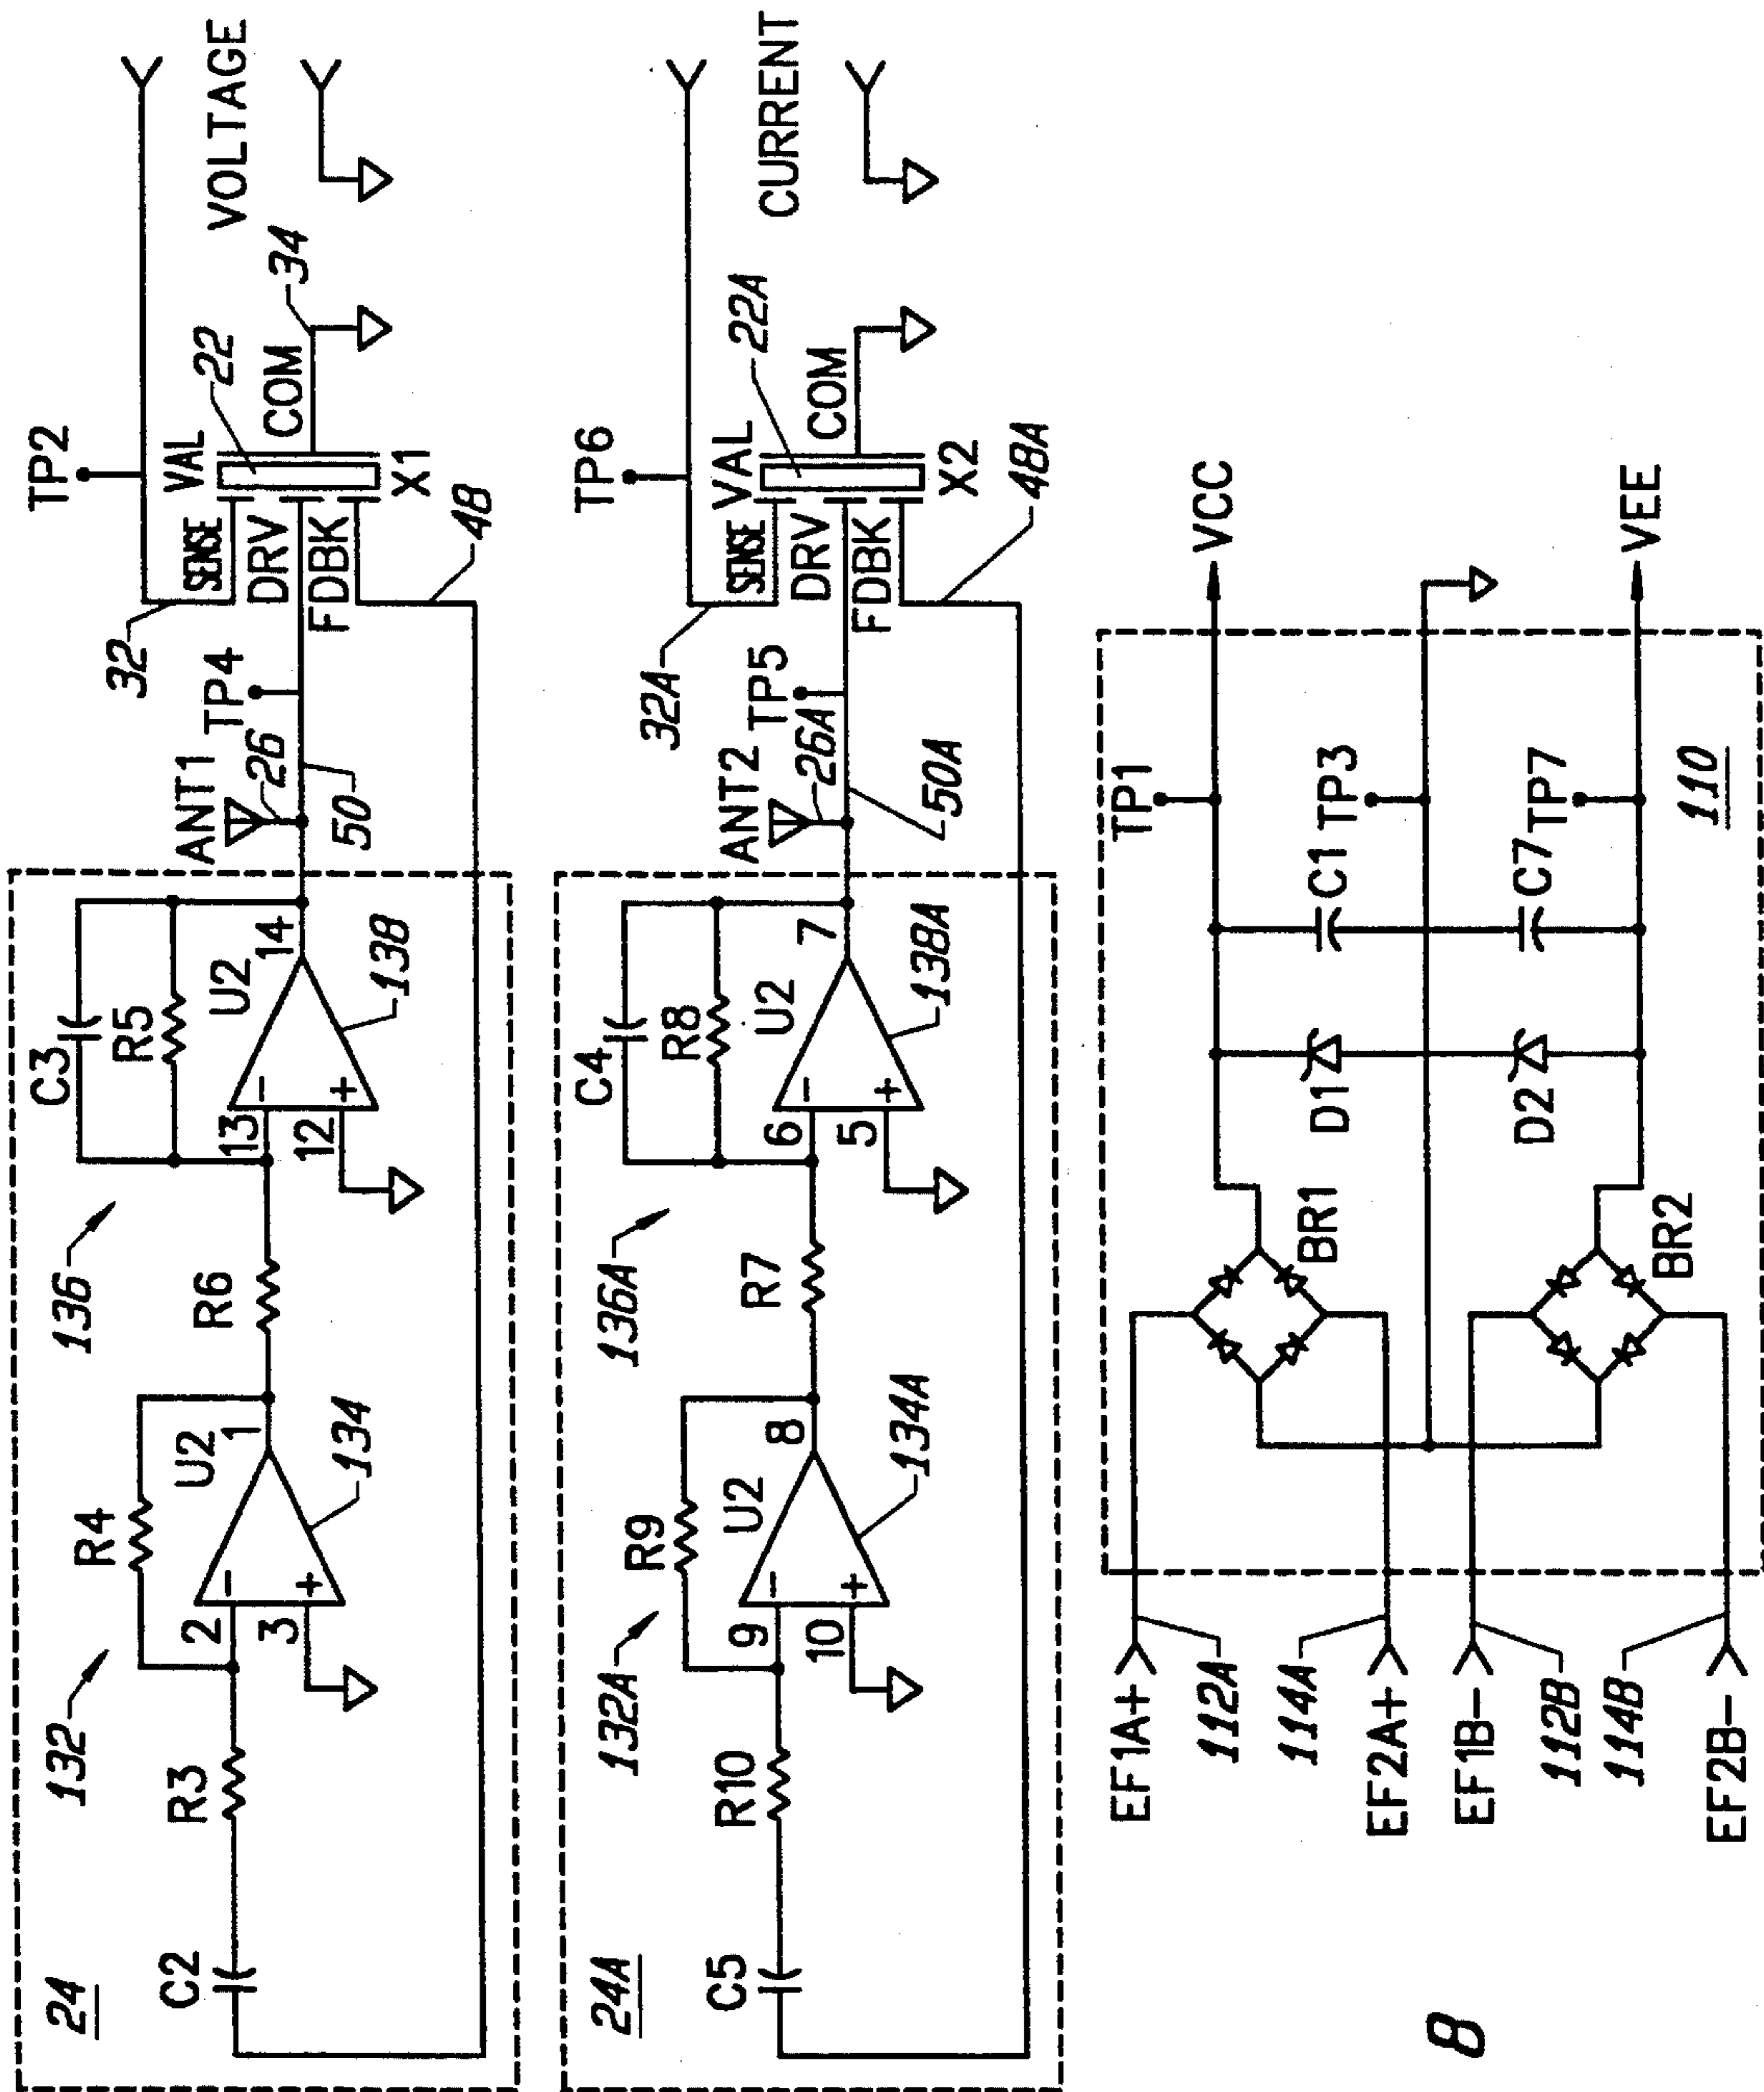 24
132
R4
C2
R3
2
3
U2
1
134
136
R6
C3
R5
13
12
U2
14
138
ANT1
26
50
TP4
32
TP2
SENSE
VAL
22
DRV
FDBK
COM
34
X1
48
VOLTAGE
24A
132A
R9
C5
R10
9
10
U2
8
134A
136A
R7
C4
R8
6
5
U2
7
138A
ANT2
26A
50A
TP5
32A
TP6
SENSE
VAL
22A
DRV
FDBK
COM
X2
48A
CURRENT
EF1A+
112A
114A
EF2A+
EF1B-
112B
114B
EF2B-
BR1
BR2
D1
D2
C1
C7
TP1
TP3
TP7
110
VCC
VEE
8